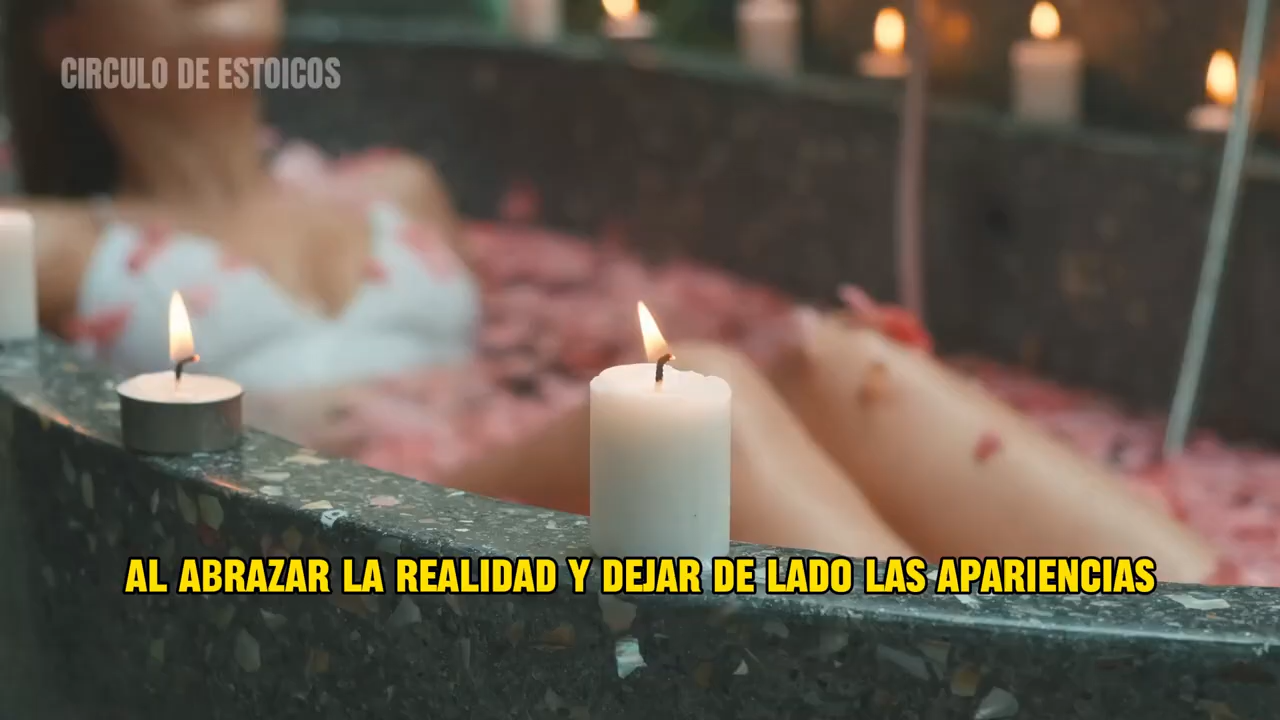 CIRCULO DE ESTOICOS
AL ABRAZAR LA REALIDAD Y DEJAR DE LADO LAS APARIENCIAS